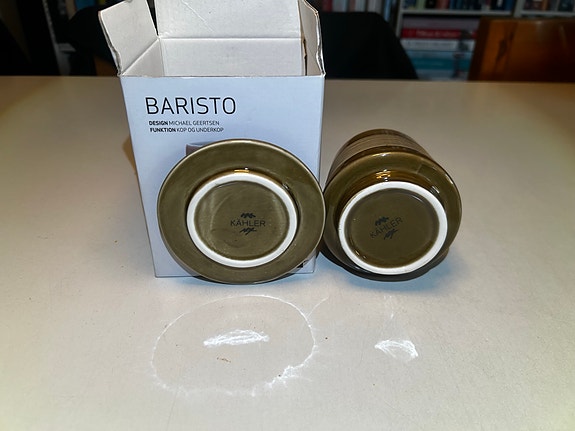 BARISTO
DESIGN MICHAEL GEERTSEN
FUNKTION KOP OG UNDERKOP
KÄHLER
KÄHLER